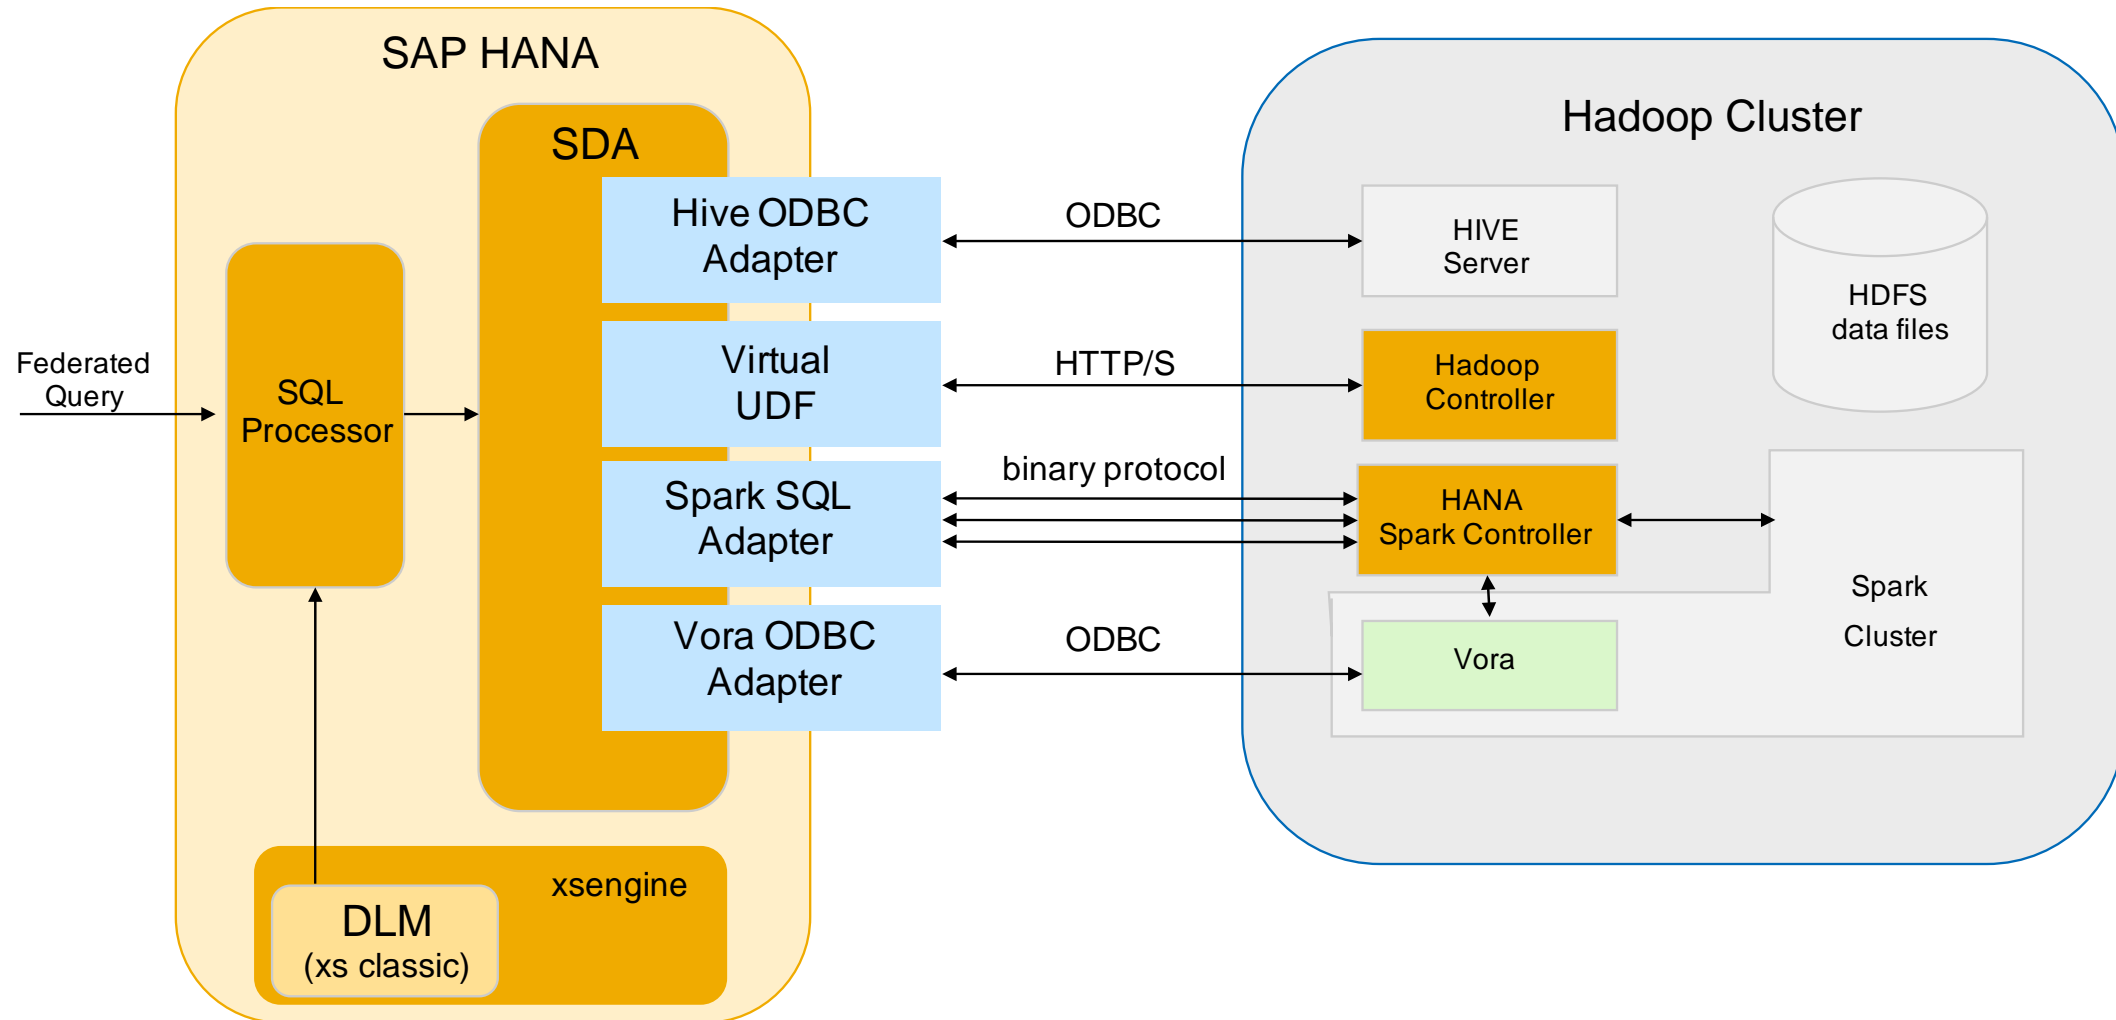 SAP HANA
SDA
Hive ODBC
Adapter
Virtual
UDF
Spark SQL
Adapter
Vora ODBC
Adapter
Federated
Query
SQL
Processor
xsengine
DLM
(xs classic)
ODBC
HTTP/S
binary protocol
ODBC
Hadoop Cluster
HIVE
Server
Hadoop
Controller
HANA
Spark Controller
Vora
HDFS
data files
Spark
Cluster